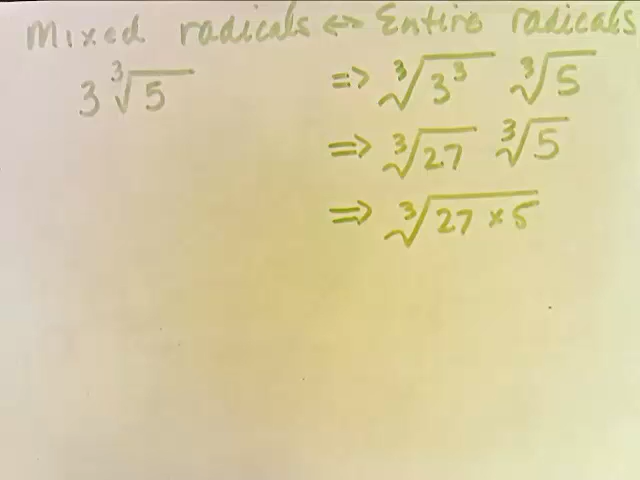 Mixed radicals ↔ Entire radicals
3 ∛5 ⇒ ∛3³ ∛5
⇒ ∛27 ∛5
⇒ ∛27 × 5